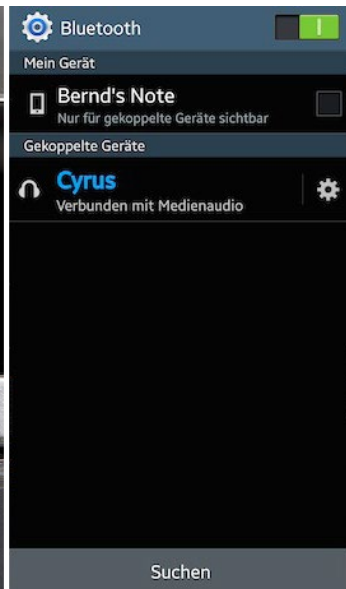 Bluetooth
Mein Gerät
Bernd's Note
Nur für gekoppelte Geräte sichtbar
Gekoppelte Geräte
Cyrus
Verbunden mit Medienaudio
Suchen